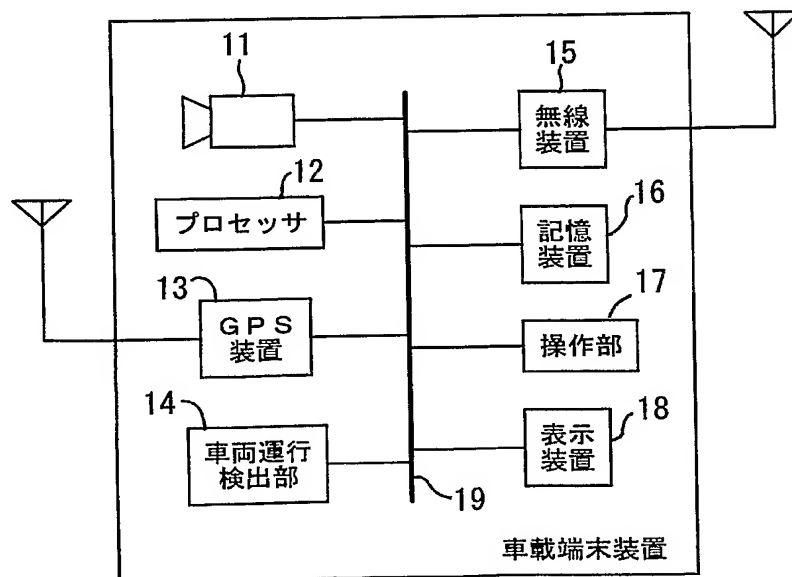 11
15
無線
装置
12
プロセッサ
16
記憶
装置
13
GPS
装置
17
操作部
14
車両運行
検出部
18
表示
装置
19
車載端末装置